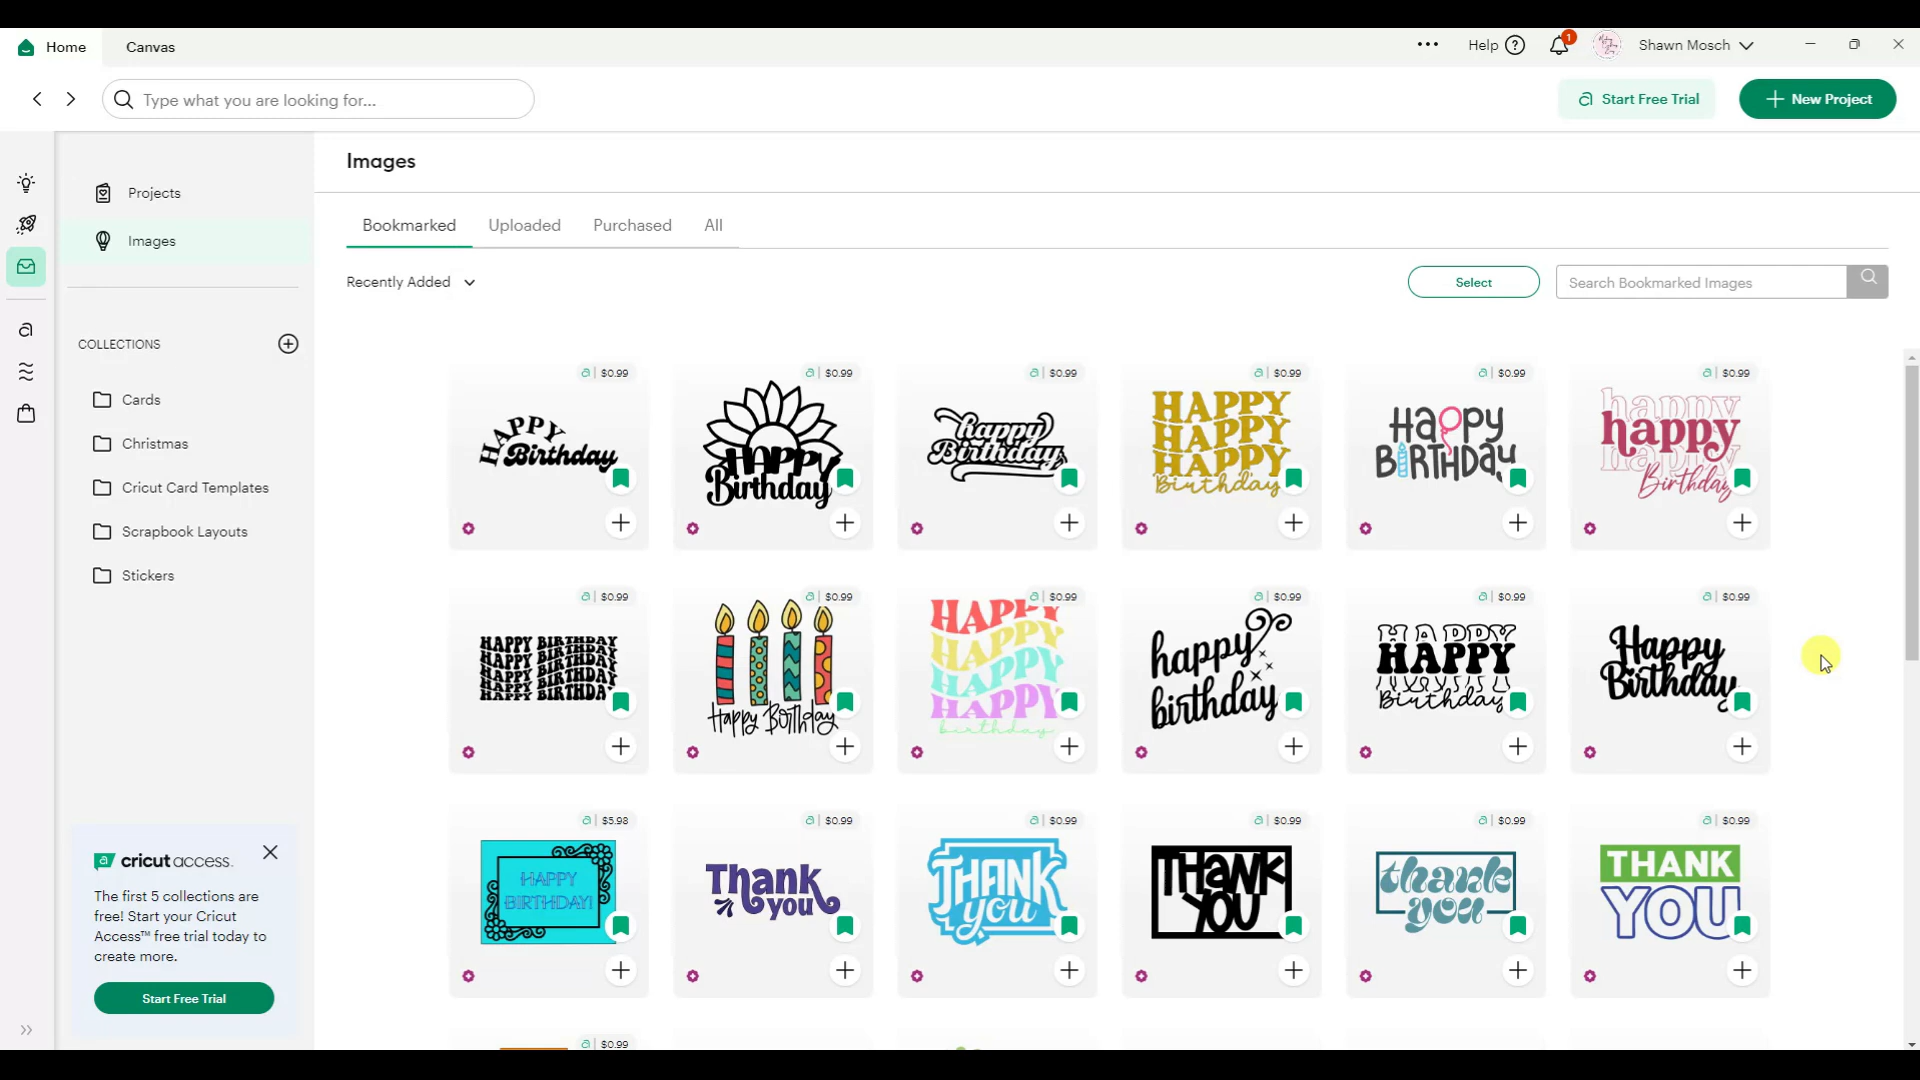 Home
Canvas
Help
1
Shawn Mosch
Type what you are looking for...
Start Free Trial
New Project
Projects
Images
COLLECTIONS
Cards
Christmas
Cricut Card Templates
Scrapbook Layouts
Stickers
cricut access.
The first 5 collections are
free! Start your Cricut
Access™ free trial today to
create more.
Start Free Trial
Images
Bookmarked
Uploaded
Purchased
All
Recently Added
Select
Search Bookmarked Images
a | $0.99
HAPPY
Birthday
a | $0.99
HAPPY
Birthday
a | $0.99
happy
Birthday
a | $0.99
HAPPY
HAPPY
HAPPY
Birthday
a | $0.99
HAPPY
BIRTHDAY
a | $0.99
happy
happy
happy
Birthday
a | $0.99
HAPPY BIRTHDAY
HAPPY BIRTHDAY
HAPPY BIRTHDAY
HAPPY BIRTHDAY
HAPPY BIRTHDAY
a | $0.99
Happy Birthday
a | $0.99
HAPPY
HAPPY
HAPPY
HAPPY
birthday
a | $0.99
happy
birthday
a | $0.99
HAPPY
HAPPY
HAPPY
Birthday
a | $0.99
Happy
Birthday
a | $5.98
HAPPY
BIRTHDAY!
a | $0.99
Thank
you
a | $0.99
THANK
you
a | $0.99
THANK
YOU
a | $0.99
thank
you
a | $0.99
THANK
YOU
a | $0.99